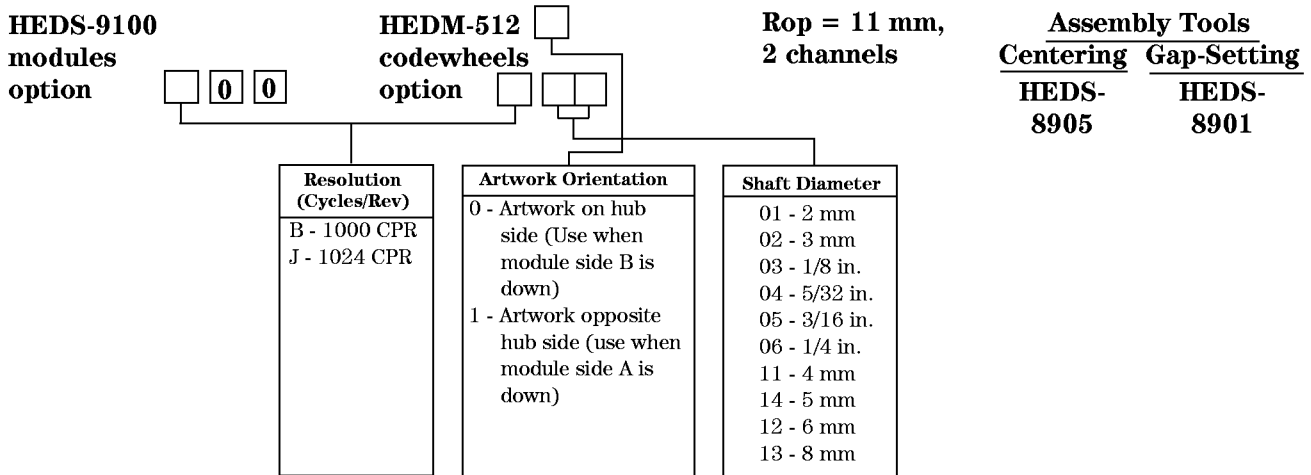 HEDS-9100
modules
option 0 0
HEDM-512
codewheels
option
Rop = 11 mm,
2 channels
Assembly Tools
Centering Gap-Setting
HEDS- HEDS-
8905 8901
Resolution
(Cycles/Rev)
B - 1000 CPR
J - 1024 CPR
Artwork Orientation
0 - Artwork on hub
side (Use when
module side B is
down)
1 - Artwork opposite
hub side (use when
module side A is
down)
Shaft Diameter
01 - 2 mm
02 - 3 mm
03 - 1/8 in.
04 - 5/32 in.
05 - 3/16 in.
06 - 1/4 in.
11 - 4 mm
14 - 5 mm
12 - 6 mm
13 - 8 mm